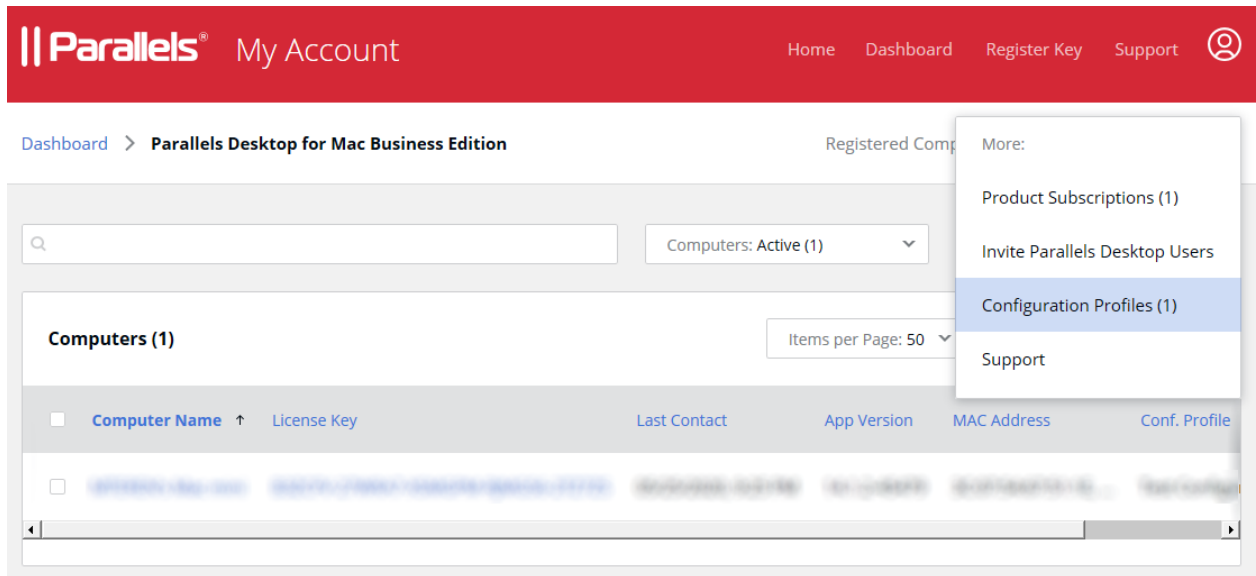 || Parallels® My Account Home Dashboard Register Key Support
Dashboard > Parallels Desktop for Mac Business Edition Registered Comp
More:
Product Subscriptions (1)
Invite Parallels Desktop Users
Configuration Profiles (1)
Support
Computers: Active (1)
Computers (1) Items per Page: 50
Computer Name ↑ License Key Last Contact App Version MAC Address Conf. Profile